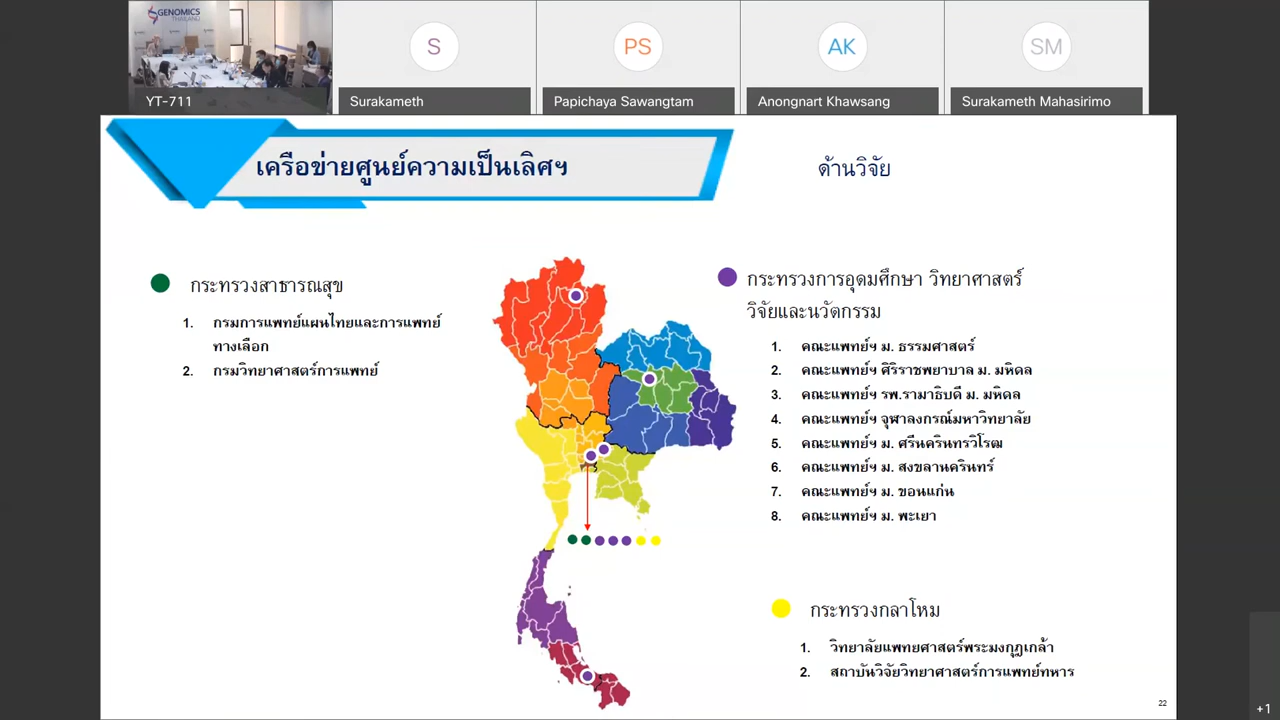 GENOMICS
THAILAND
S
PS
AK
SM
YT-711
Surakameth
Papichaya Sawangtam
Anongnart Khawsang
Surakameth Mahasirimo
เครือข่ายศูนย์ความเป็นเลิศฯ
ด้านวิจัย
กระทรวงสาธารณสุข
1. กรมการแพทย์แผนไทยและการแพทย์
ทางเลือก
2. กรมวิทยาศาสตร์การแพทย์
กระทรวงการอุดมศึกษา วิทยาศาสตร์
วิจัยและนวัตกรรม
1. คณะแพทย์ฯ ม. ธรรมศาสตร์
2. คณะแพทย์ฯ ศิริราชพยาบาล ม. มหิดล
3. คณะแพทย์ฯ รพ.รามาธิบดี ม. มหิดล
4. คณะแพทย์ฯ จุฬาลงกรณ์มหาวิทยาลัย
5. คณะแพทย์ฯ ม. ศรีนครินทรวิโรฒ
6. คณะแพทย์ฯ ม. สงขลานครินทร์
7. คณะแพทย์ฯ ม. ขอนแก่น
8. คณะแพทย์ฯ ม. พะเยา
กระทรวงกลาโหม
1. วิทยาลัยแพทยศาสตร์พระมงกุฎเกล้า
2. สถาบันวิจัยวิทยาศาสตร์การแพทย์ทหาร
22
+1